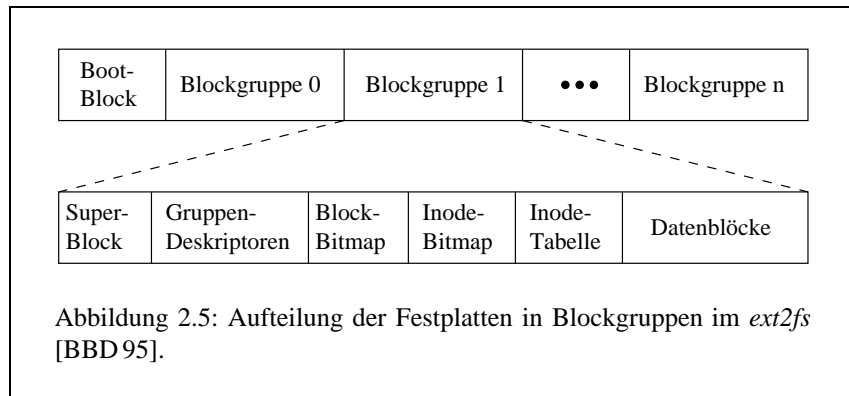 Boot-
Block
Blockgruppe 0
Blockgruppe 1
•••
Blockgruppe n
Super-
Block
Gruppen-
Deskriptoren
Block-
Bitmap
Inode-
Bitmap
Inode-
Tabelle
Datenblöcke
Abbildung 2.5: Aufteilung der Festplatten in Blockgruppen im ext2fs
[BBD 95].